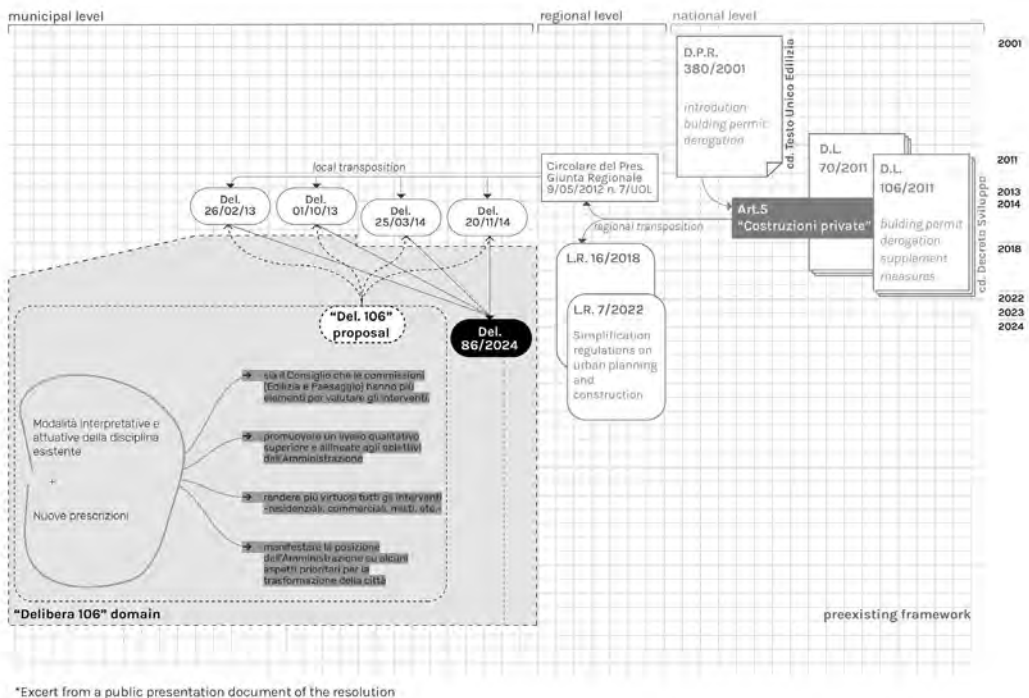 municipal level
regional level
national level
2001
D.P.R.
380/2001
introdution
bulding permit
derogation
cd. Testo Unico Edilizia
D.L.
70/2011
D.L.
106/2011
bulding permit
derogation
supplement
measures
cd. Decreto Sviluppo
2011
2013
2014
2018
2022
2023
2024
local transposition
Circolare del Pres.
Giunta Regionale
9/05/2012 n. 7/UOL
Art.5
"Costruzioni private"
regional transposition
Del.
26/02/13
Del.
01/10/13
Del.
25/03/14
Del.
20/11/14
L.R. 16/2018
L.R. 7/2022
Simplification
regulations on
urban planning
and
construction
"Del. 106"
proposal
Del.
86/2024
Modalità interpretative e
attuative della disciplina
esistente
+
Nuove prescrizioni
→ sia il Consiglio che le commissioni
(Edilizia e Paesaggio) hanno più
elementi per valutare gli interventi
→ promuovere un livello qualitativo
superiore e allineate agli obiettivi
dell'Amministrazione
→ rendere più virtuosi tutti gli interventi
-residenziali, commerciali, misti, etc.-
→ manifestare la posizione
dell'Amministrazione su alcuni
aspetti prioritari per la
trasformazione della città
"Delibera 106" domain
preexisting framework
*Excert from a public presentation document of the resolution